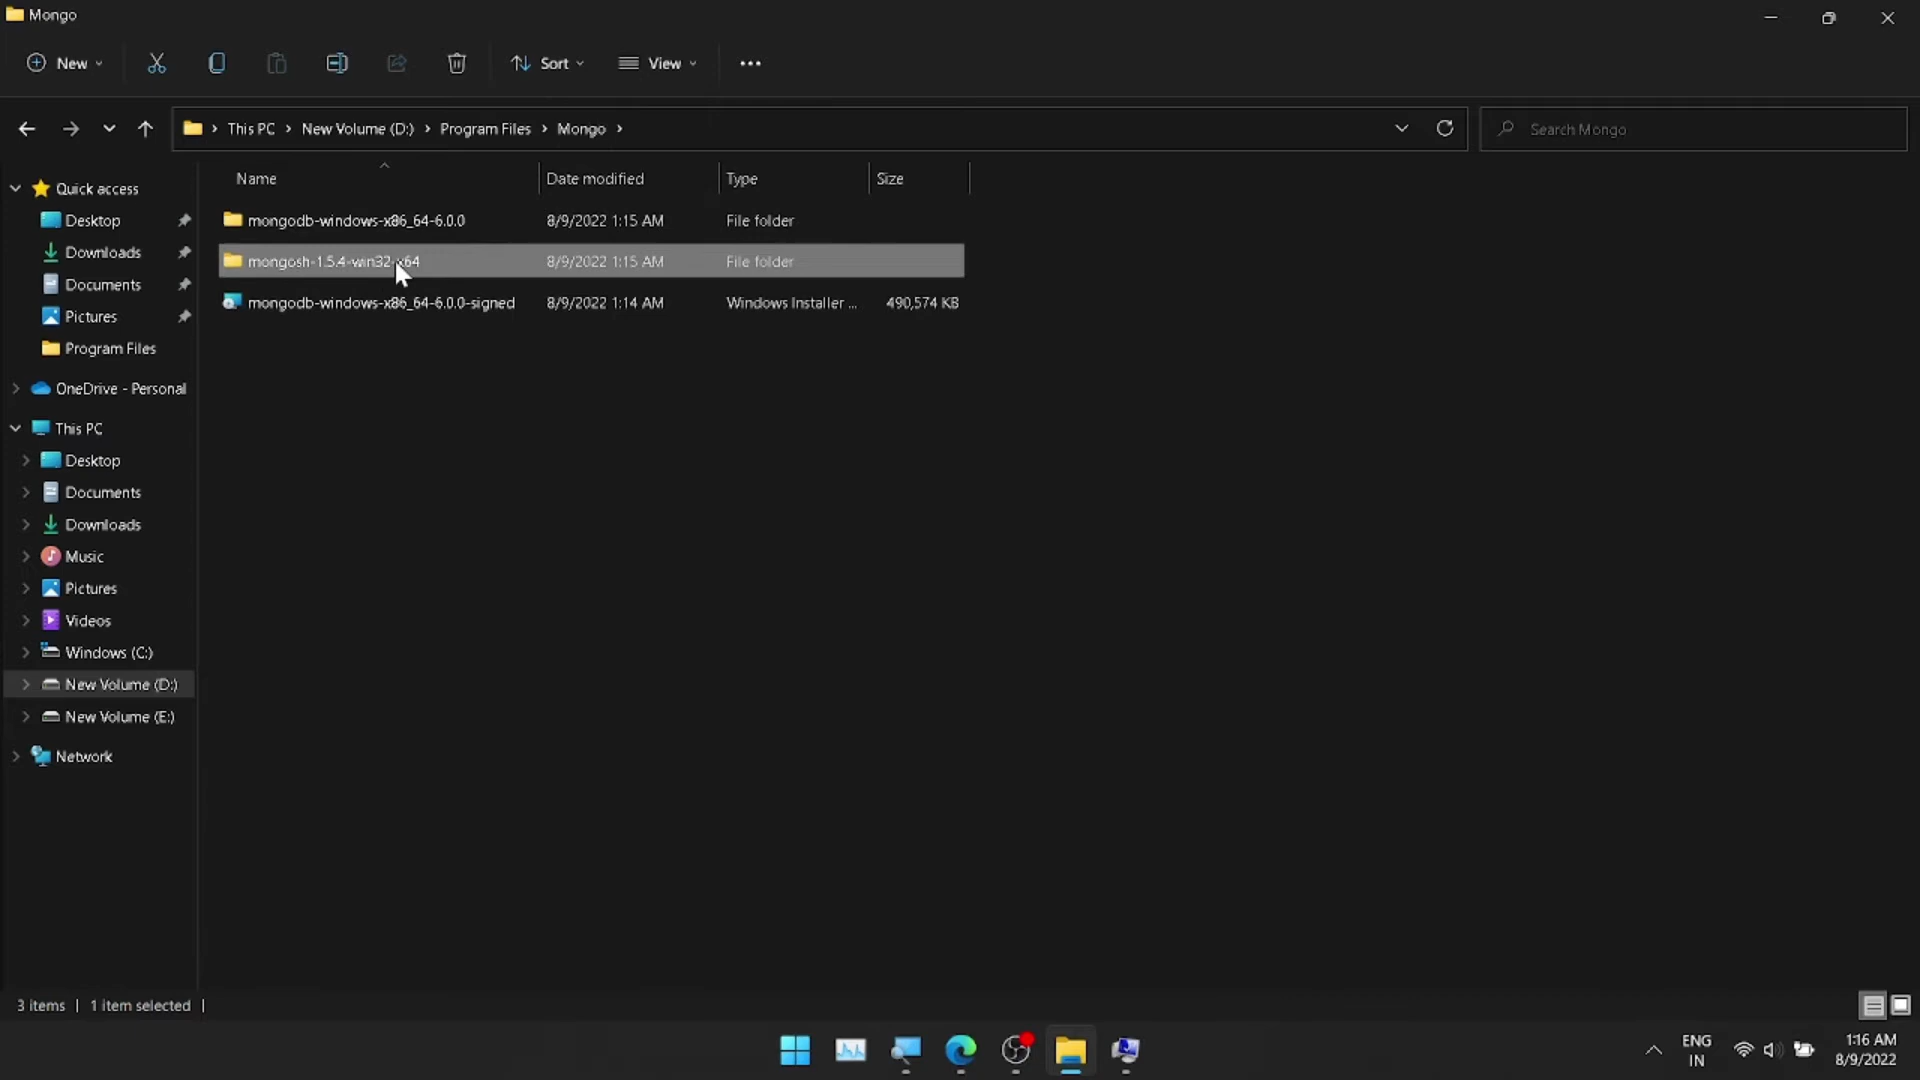 Mongo
New Sort View
This PC New Volume (D:) Program Files Mongo Search Mongo
Name Date modified Type Size
mongodb-windows-x86_64-6.0.0 8/9/2022 1:15 AM File folder
mongosh-1.5.4-win32-x64 8/9/2022 1:15 AM File folder
mongodb-windows-x86_64-6.0.0-signed 8/9/2022 1:14 AM Windows Installer ... 490,574 KB
Quick access
Desktop
Downloads
Documents
Pictures
Program Files
OneDrive - Personal
This PC
Desktop
Documents
Downloads
Music
Pictures
Videos
Windows (C:)
New Volume (D:)
New Volume (E:)
Network
3 items 1 item selected
ENG 1:16 AM
IN 8/9/2022